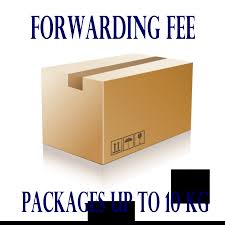 FORWARDING FEE
PACKAGES UP TO 10 KG